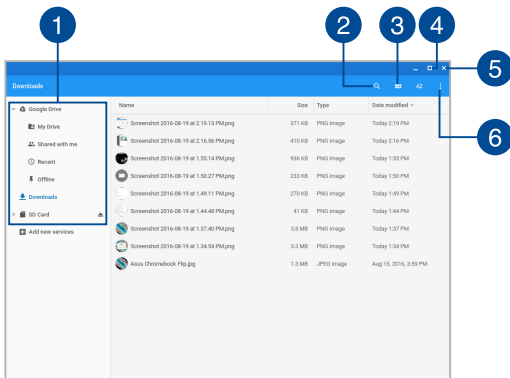 1 2 3 4
5
Downloads
6
Google Drive
My Drive
Shared with me
Recent
Offline
Downloads
SD Card
Add new services
Name Size Type Date modified
Screenshot 2016-08-19 at 2.19.13 PM.png 371 KB PNG image Today 2:19 PM
Screenshot 2016-08-19 at 2.16.56 PM.png 410 KB PNG image Today 2:16 PM
Screenshot 2016-08-19 at 1.55.14 PM.png 936 KB PNG image Today 1:55 PM
Screenshot 2016-08-19 at 1.50.27 PM.png 233 KB PNG image Today 1:50 PM
Screenshot 2016-08-19 at 1.49.11 PM.png 270 KB PNG image Today 1:49 PM
Screenshot 2016-08-19 at 1.44.48 PM.png 41 KB PNG image Today 1:44 PM
Screenshot 2016-08-19 at 1.37.40 PM.png 3.8 MB PNG image Today 1:37 PM
Screenshot 2016-08-19 at 1.34.54 PM.png 3.3 MB PNG image Today 1:34 PM
Asus Chromebook Flip.jpg 1.3 MB JPEG image Aug 15, 2016, 3:59 PM